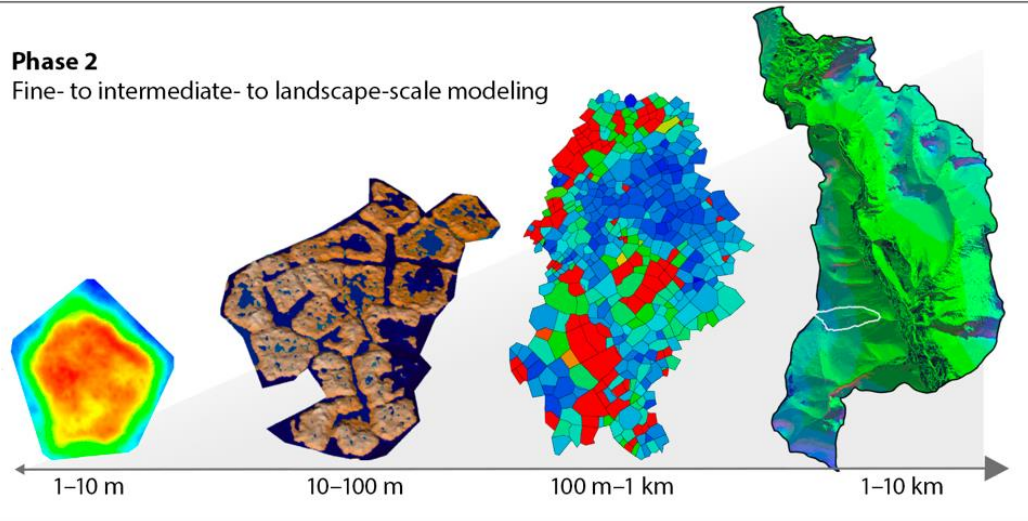 Phase 2
Fine- to intermediate- to landscape-scale modeling
1–10 m
10–100 m
100 m–1 km
1–10 km